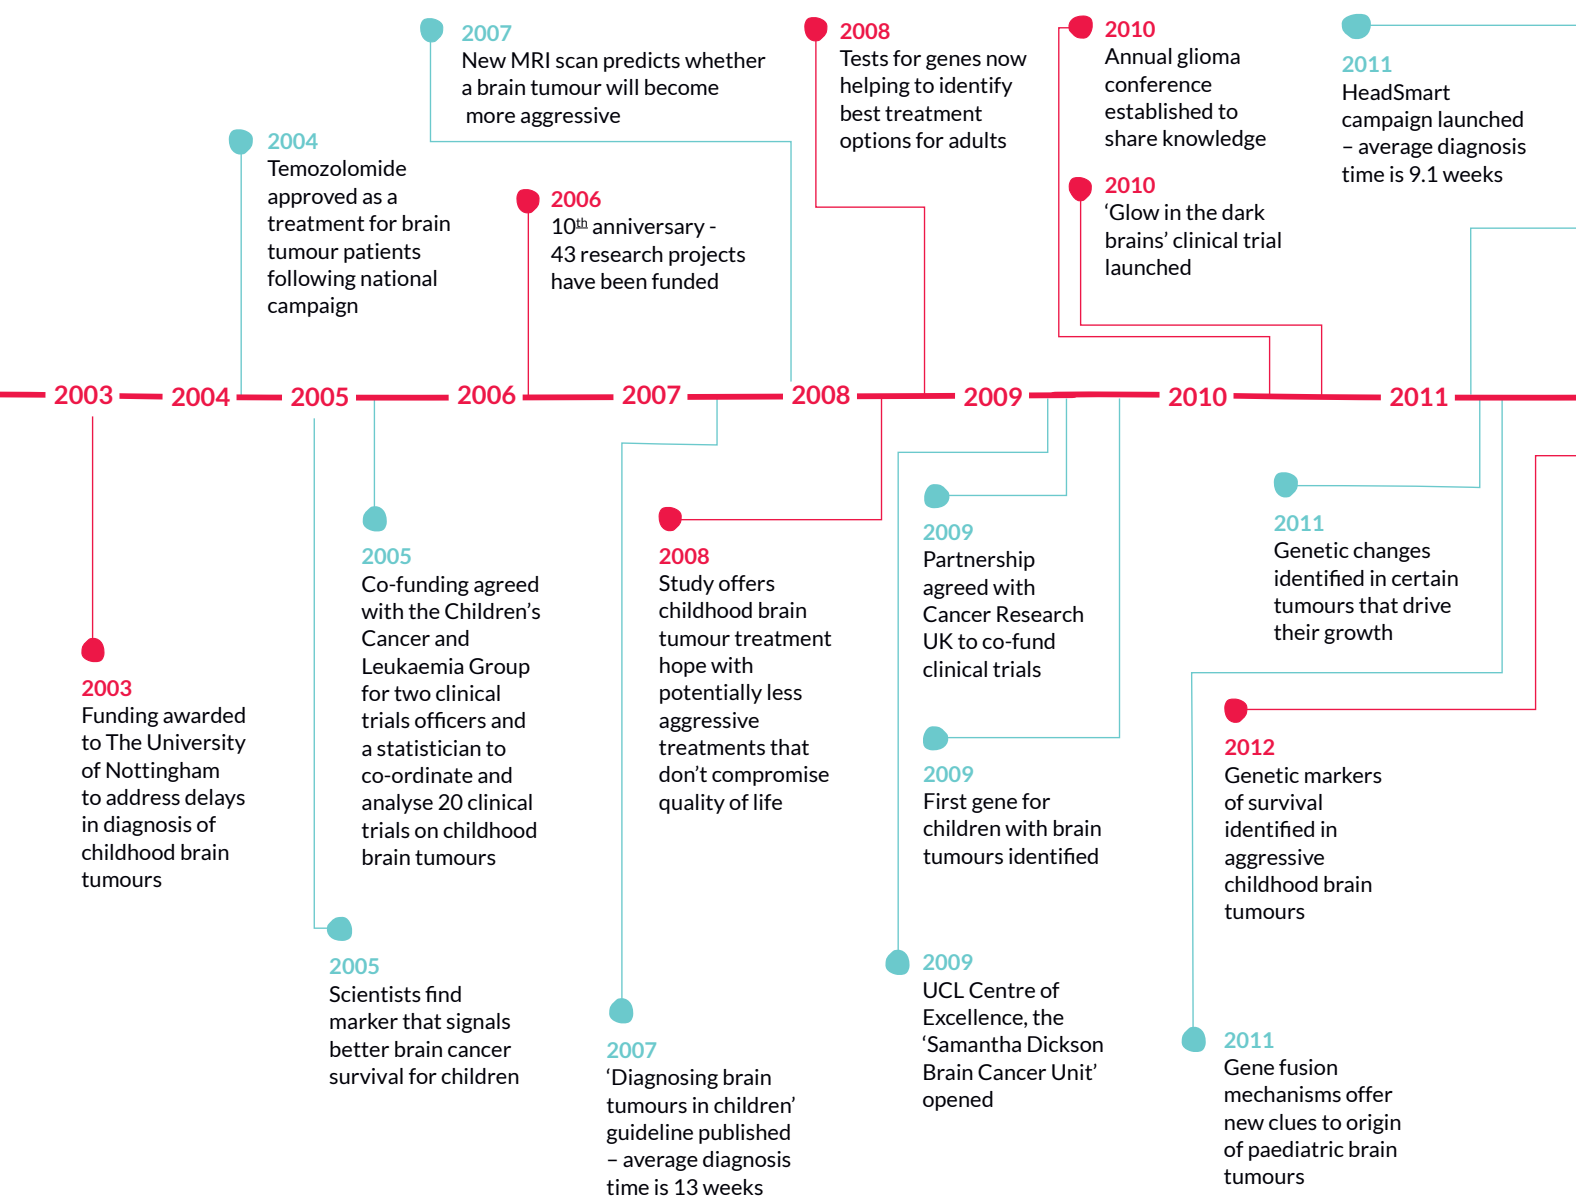 2007
New MRI scan predicts whether
a brain tumour will become
more aggressive
2008
Tests for genes now
helping to identify
best treatment
options for adults
2010
Annual glioma
conference
established to
share knowledge
2011
HeadSmart
campaign launched
– average diagnosis
time is 9.1 weeks
2004
Temozolomide
approved as a
treatment for brain
tumour patients
following national
campaign
2006
10th anniversary -
43 research projects
have been funded
2010
‘Glow in the dark
brains’ clinical trial
launched
2003 2004 2005 2006 2007 2008 2009 2010 2011
2003
Funding awarded
to The University
of Nottingham
to address delays
in diagnosis of
childhood brain
tumours
2005
Co-funding agreed
with the Children’s
Cancer and
Leukaemia Group
for two clinical
trials officers and
a statistician to
co-ordinate and
analyse 20 clinical
trials on childhood
brain tumours
2005
Scientists find
marker that signals
better brain cancer
survival for children
2007
‘Diagnosing brain
tumours in children’
guideline published
– average diagnosis
time is 13 weeks
2008
Study offers
childhood brain
tumour treatment
hope with
potentially less
aggressive
treatments that
don’t compromise
quality of life
2009
Partnership
agreed with
Cancer Research
UK to co-fund
clinical trials
2009
First gene for
children with brain
tumours identified
2009
UCL Centre of
Excellence, the
‘Samantha Dickson
Brain Cancer Unit’
opened
2011
Genetic changes
identified in certain
tumours that drive
their growth
2012
Genetic markers
of survival
identified in
aggressive
childhood brain
tumours
2011
Gene fusion
mechanisms offer
new clues to origin
of paediatric brain
tumours